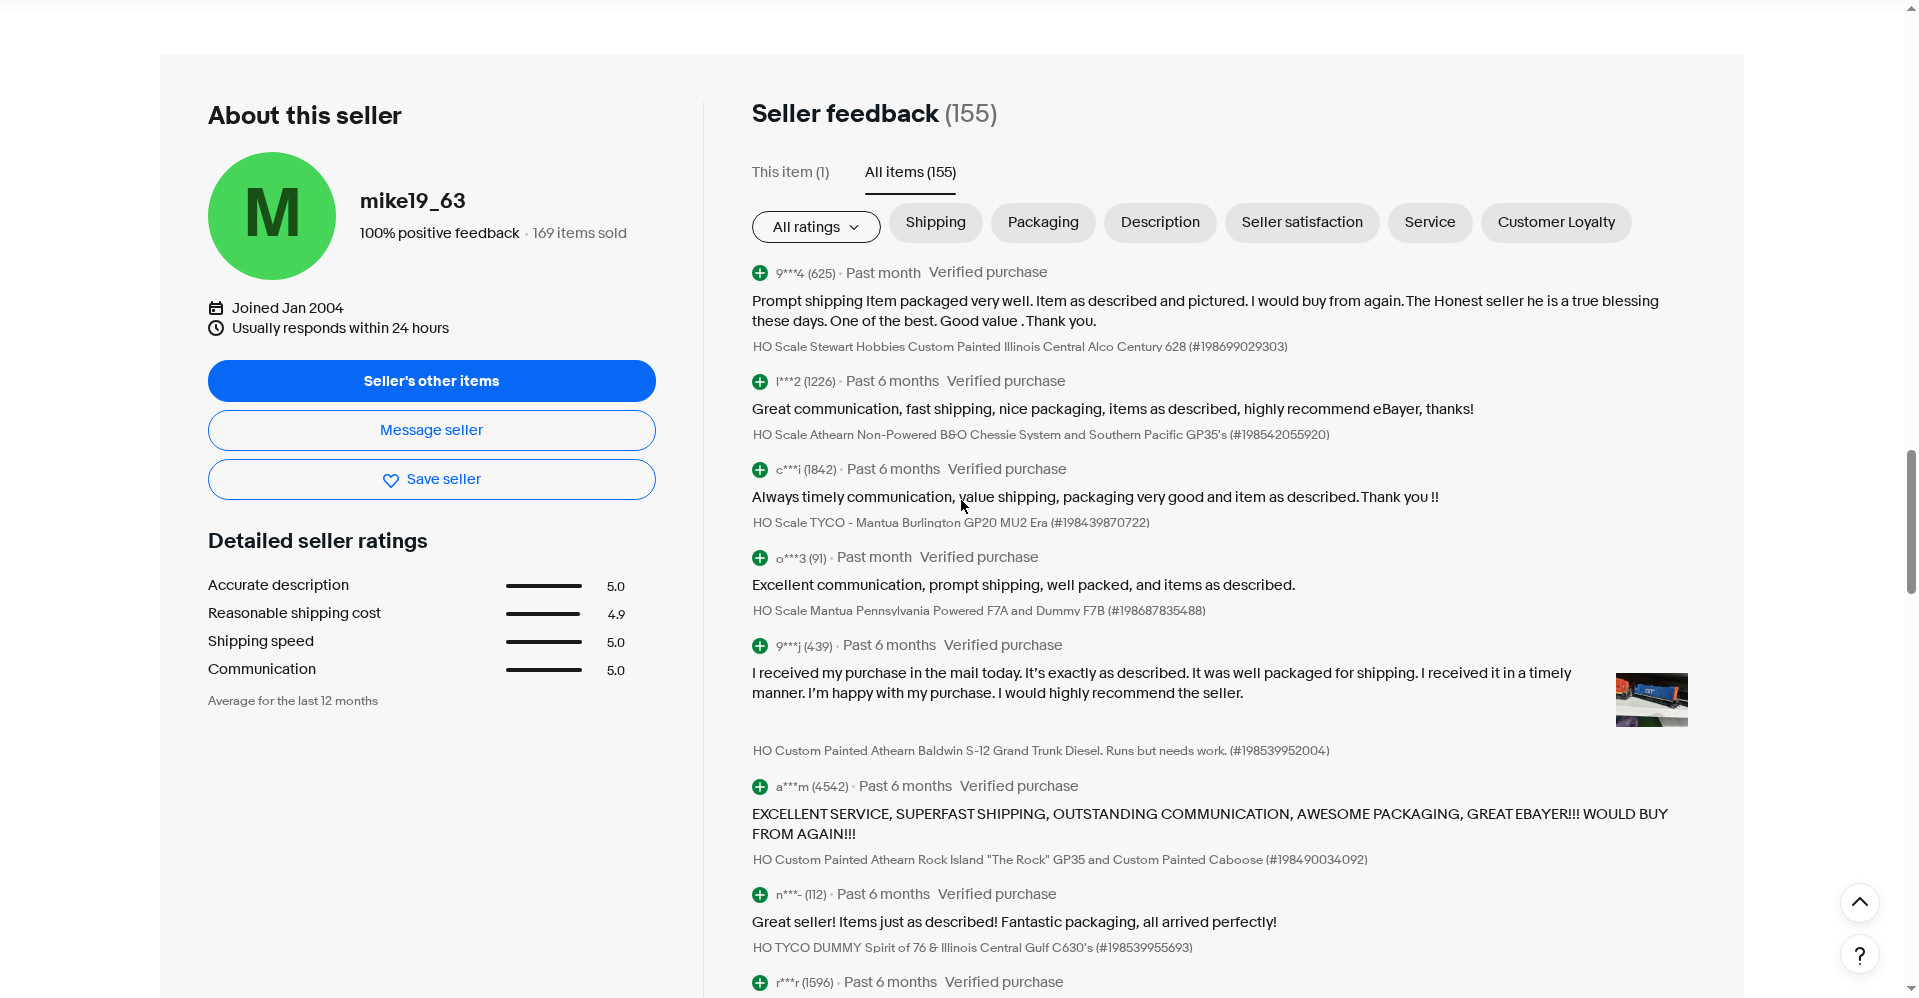 About this seller
M
mike19_63
100% positive feedback · 169 items sold
Joined Jan 2004
Usually responds within 24 hours
Seller's other items
Message seller
Save seller
Detailed seller ratings
Accurate description 5.0
Reasonable shipping cost 4.9
Shipping speed 5.0
Communication 5.0
Average for the last 12 months
Seller feedback (155)
This item (1) All items (155)
All ratings Shipping Packaging Description Seller satisfaction Service Customer Loyalty
9***4 (625) · Past month Verified purchase
Prompt shipping Item packaged very well. Item as described and pictured. I would buy from again. The Honest seller he is a true blessing
these days. One of the best. Good value . Thank you.
HO Scale Stewart Hobbies Custom Painted Illinois Central Alco Century 628 (#198699029303)
l***2 (1226) · Past 6 months Verified purchase
Great communication, fast shipping, nice packaging, items as described, highly recommend eBayer, thanks!
HO Scale Athearn Non-Powered B&O Chessie System and Southern Pacific GP35's (#198542055920)
c***i (1842) · Past 6 months Verified purchase
Always timely communication, value shipping, packaging very good and item as described. Thank you !!
HO Scale TYCO - Mantua Burlington GP20 MU2 Era (#198439870722)
o***3 (91) · Past month Verified purchase
Excellent communication, prompt shipping, well packed, and items as described.
HO Scale Mantua Pennsylvania Powered F7A and Dummy F7B (#198687835488)
9***j (439) · Past 6 months Verified purchase
I received my purchase in the mail today. It's exactly as described. It was well packaged for shipping. I received it in a timely
manner. I'm happy with my purchase. I would highly recommend the seller.
HO Custom Painted Athearn Baldwin S-12 Grand Trunk Diesel. Runs but needs work. (#198539952004)
a***m (4542) · Past 6 months Verified purchase
EXCELLENT SERVICE, SUPERFAST SHIPPING, OUTSTANDING COMMUNICATION, AWESOME PACKAGING, GREAT EBAYER!!! WOULD BUY
FROM AGAIN!!!
HO Custom Painted Athearn Rock Island "The Rock" GP35 and Custom Painted Caboose (#198490034092)
n***- (112) · Past 6 months Verified purchase
Great seller! Items just as described! Fantastic packaging, all arrived perfectly!
HO TYCO DUMMY Spirit of 76 & Illinois Central Gulf C630's (#198539955693)
r***r (1596) · Past 6 months Verified purchase
?